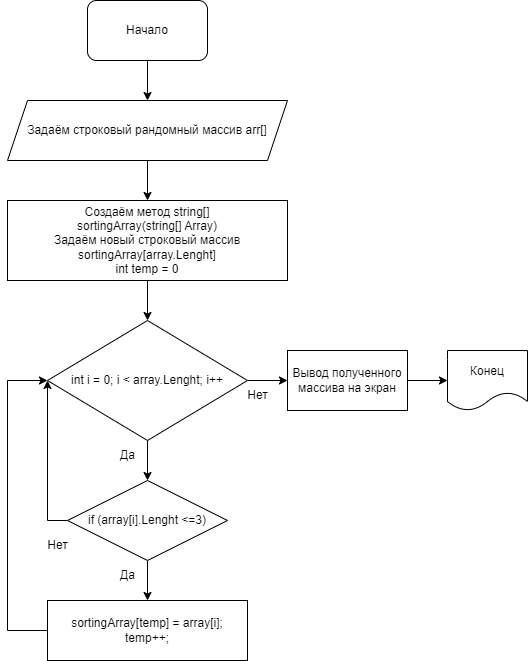 Начало
Задаём строковый рандомный массив arr[]
Создаём метод string[]
sortingArray(string[] Array)
Задаём новый строковый массив
sortingArray[array.Lenght]
int temp = 0
int i = 0; i < array.Lenght; i++
Нет
Вывод полученного
массива на экран
Конец
Да
if (array[i].Lenght <=3)
Нет
Да
sortingArray[temp] = array[i];
temp++;